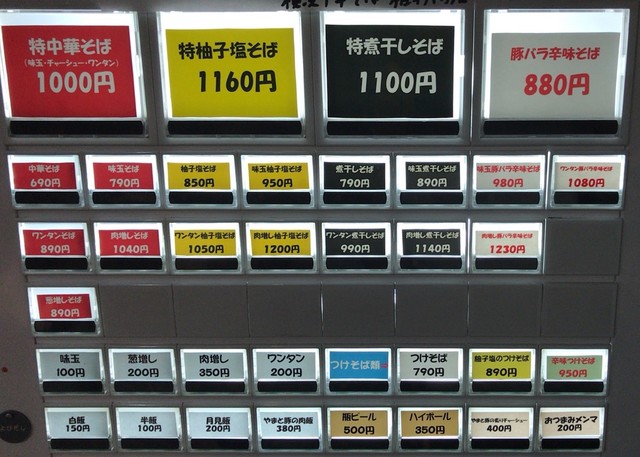 特中華そば
(味玉・チャーシュー・ワンタン)
1000円
特柚子塩そば
1160円
特煮干しそば
1100円
豚バラ辛味そば
880円
中華そば
690円
味玉そば
790円
柚子塩そば
850円
味玉柚子塩そば
950円
煮干しそば
790円
味玉煮干しそば
890円
味玉豚バラ辛味そば
980円
ワンタン豚バラ辛味そば
1080円
ワンタンそば
890円
肉増しそば
1040円
ワンタン柚子塩そば
1050円
肉増し柚子塩そば
1200円
ワンタン煮干しそば
990円
肉増し煮干しそば
1140円
肉増し豚バラ辛味そば
1230円
葱増しそば
890円
味玉
100円
葱増し
200円
肉増し
350円
ワンタン
200円
つけそば類→
つけそば
790円
柚子塩のつけそば
890円
辛味つけそば
950円
白飯
150円
半飯
100円
月見飯
200円
やまと豚の肉飯
380円
瓶ビール
500円
ハイボール
350円
やまと豚の炙りチャーシュー
400円
おつまみメンマ
200円